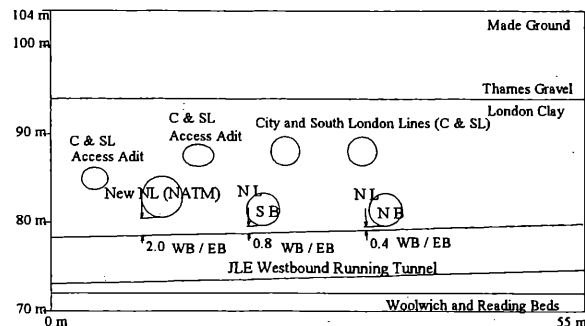 104 m
Made Ground
100 m
Thames Gravel
London Clay
C & SL
Access Adit
City and South London Lines (C & SL)
90 m
C & SL
Access Adit
New NL (NATM)
NL
SB
NL
NB
80 m
2.0 WB / EB
0.8 WB / EB
0.4 WB / EB
JLE Westbound Running Tunnel
70 m
Woolwich and Reading Beds
0 m
55 m